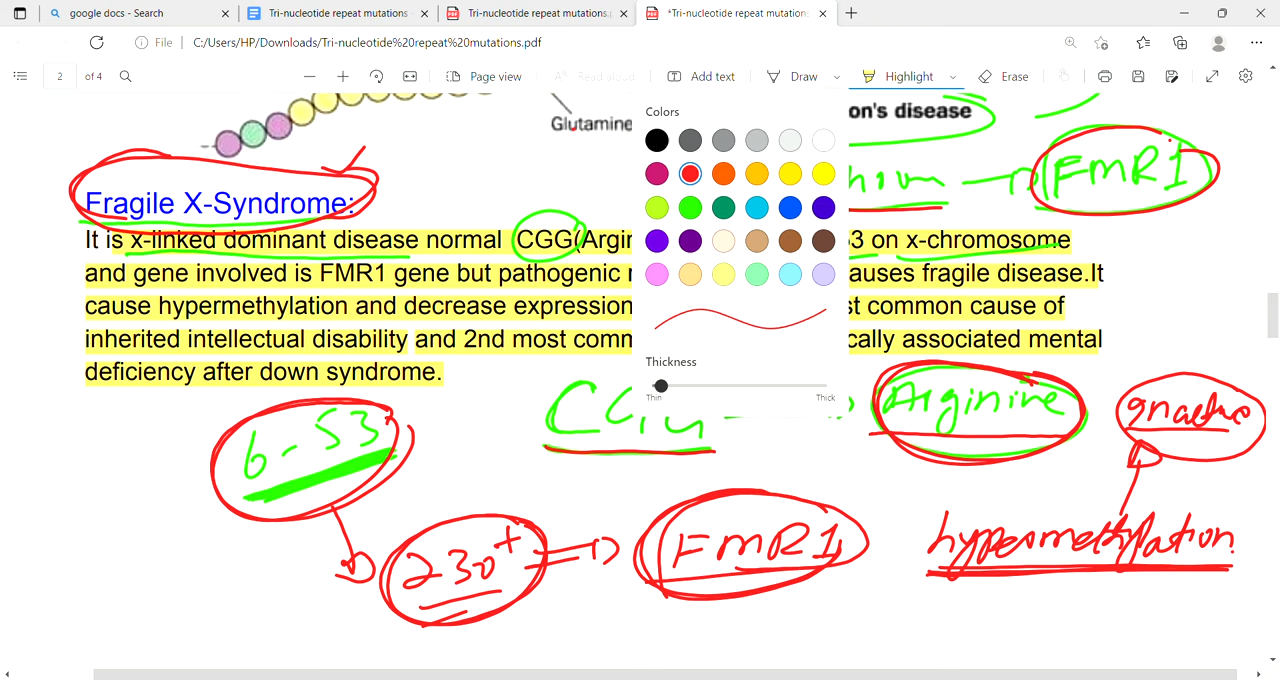 google docs - Search
Tri-nucleotide repeat mutations
Tri-nucleotide repeat mutations.
*Tri-nucleotide repeat mutations
File C:/Users/HP/Downloads/Tri-nucleotide%20repeat%20mutations.pdf
2 of 4 Page view Read aloud Add text Draw Highlight Erase
Glutamine
on's disease
Colors
FMR1
Fragile X-Syndrome:
It is x-linked dominant disease normal CGG(Argin 53 on x-chromosome
and gene involved is FMR1 gene but pathogenic auses fragile disease.It
cause hypermethylation and decrease expression st common cause of
inherited intellectual disability and 2nd most comm cally associated mental
deficiency after down syndrome.
Thickness
Thin Thick
6-53 CGG Arginine
230+ FMR1 hypermethylation